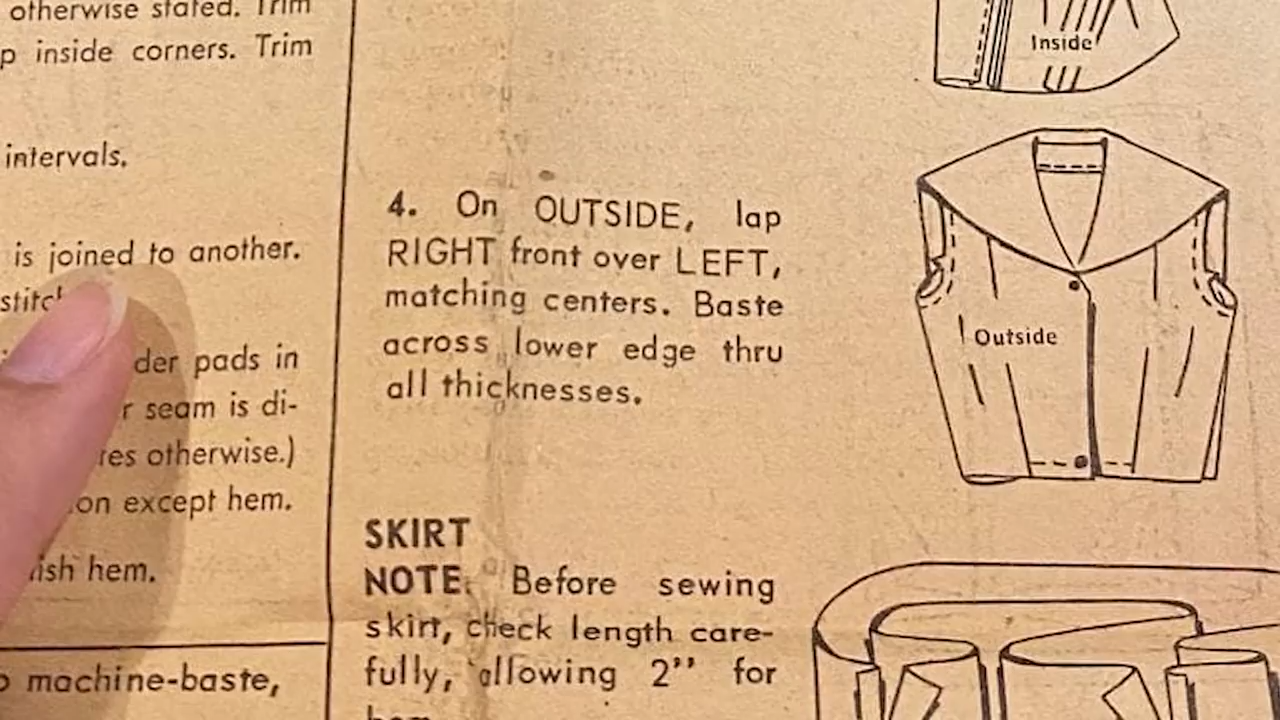 otherwise stated. Trim
p inside corners. Trim
intervals.
is joined to another.
der pads in
r seam is di-
res otherwise.)
on except hem.
ish hem.
machine-baste,
4. On OUTSIDE, lap
RIGHT front over LEFT,
matching centers. Baste
across lower edge thru
all thicknesses.
SKIRT
NOTE: Before sewing
skirt, check length care-
fully, allowing 2" for
Inside
Outside